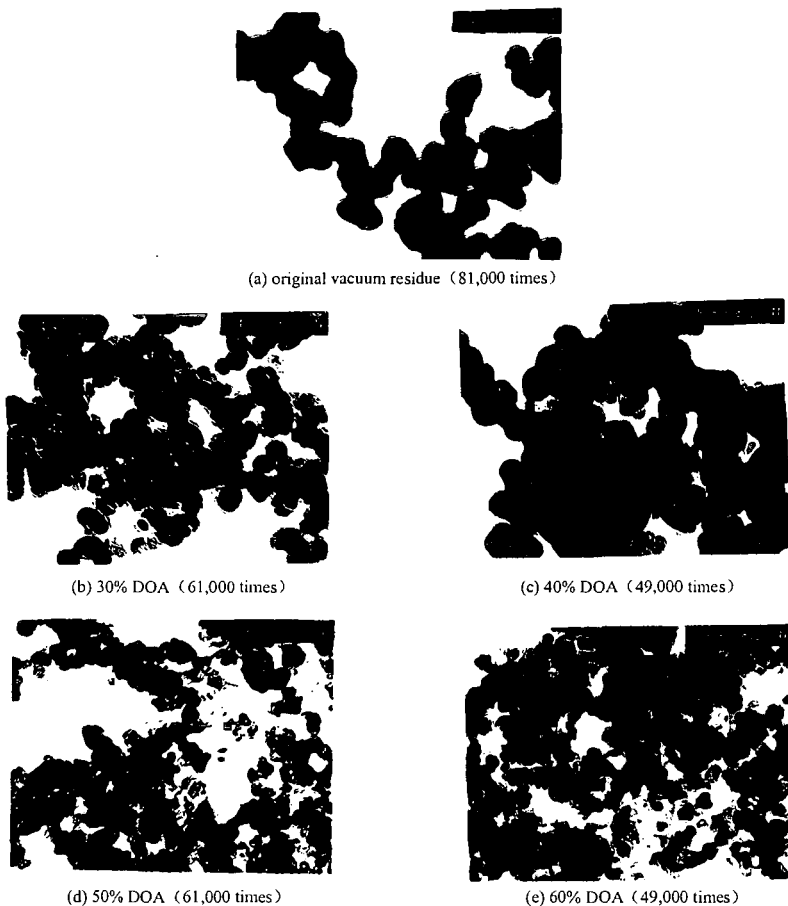 (a) original vacuum residue（81,000 times）
(b) 30% DOA（61,000 times）
(c) 40% DOA（49,000 times）
(d) 50% DOA（61,000 times）
(e) 60% DOA（49,000 times）